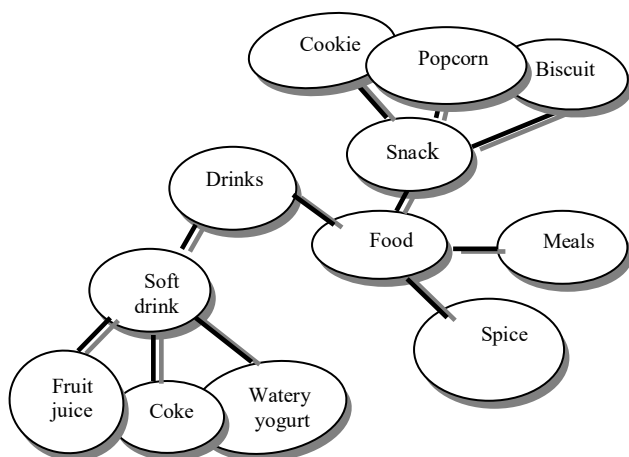 Cookie
Popcorn
Biscuit
Snack
Drinks
Food
Meals
Soft
drink
Spice
Fruit
juice
Coke
Watery
yogurt